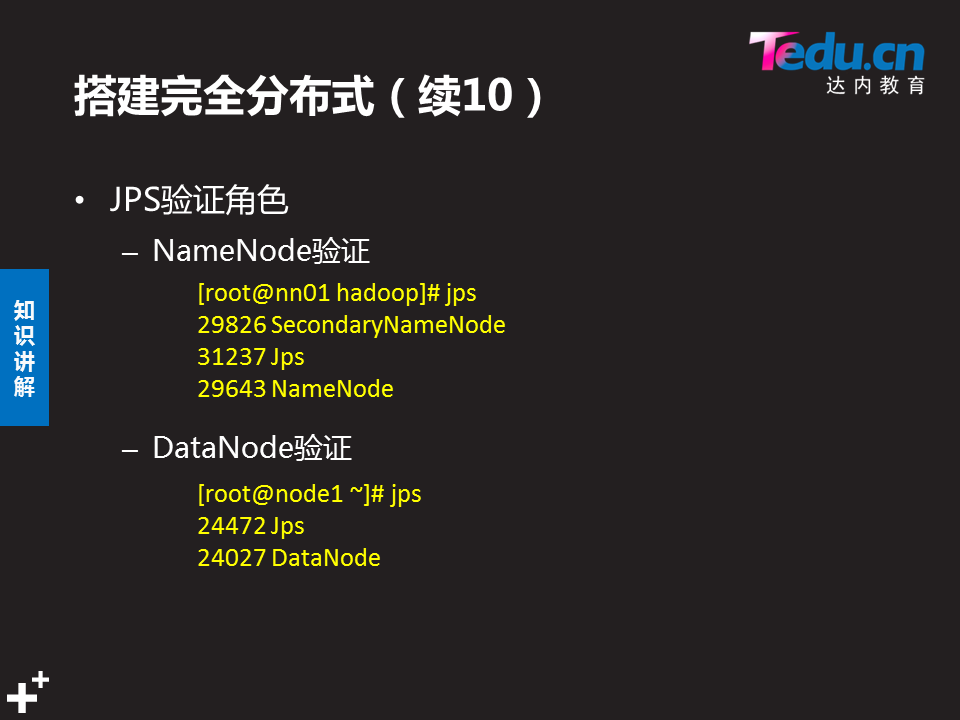 Tedu.cn
达内教育
搭建完全分布式（续10）
• JPS验证角色
– NameNode验证
[root@nn01 hadoop]# jps
29826 SecondaryNameNode
31237 Jps
29643 NameNode
知识讲解
– DataNode验证
[root@node1 ~]# jps
24472 Jps
24027 DataNode